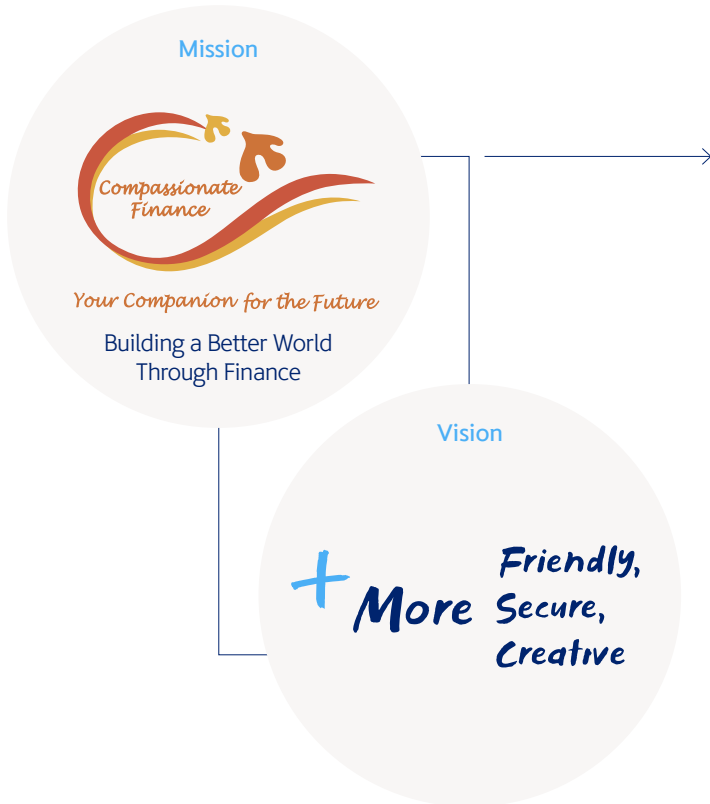 Mission
Compassionate
Finance
Your Companion for the Future
Building a Better World
Through Finance
Vision
+ More Friendly,
Secure,
Creative